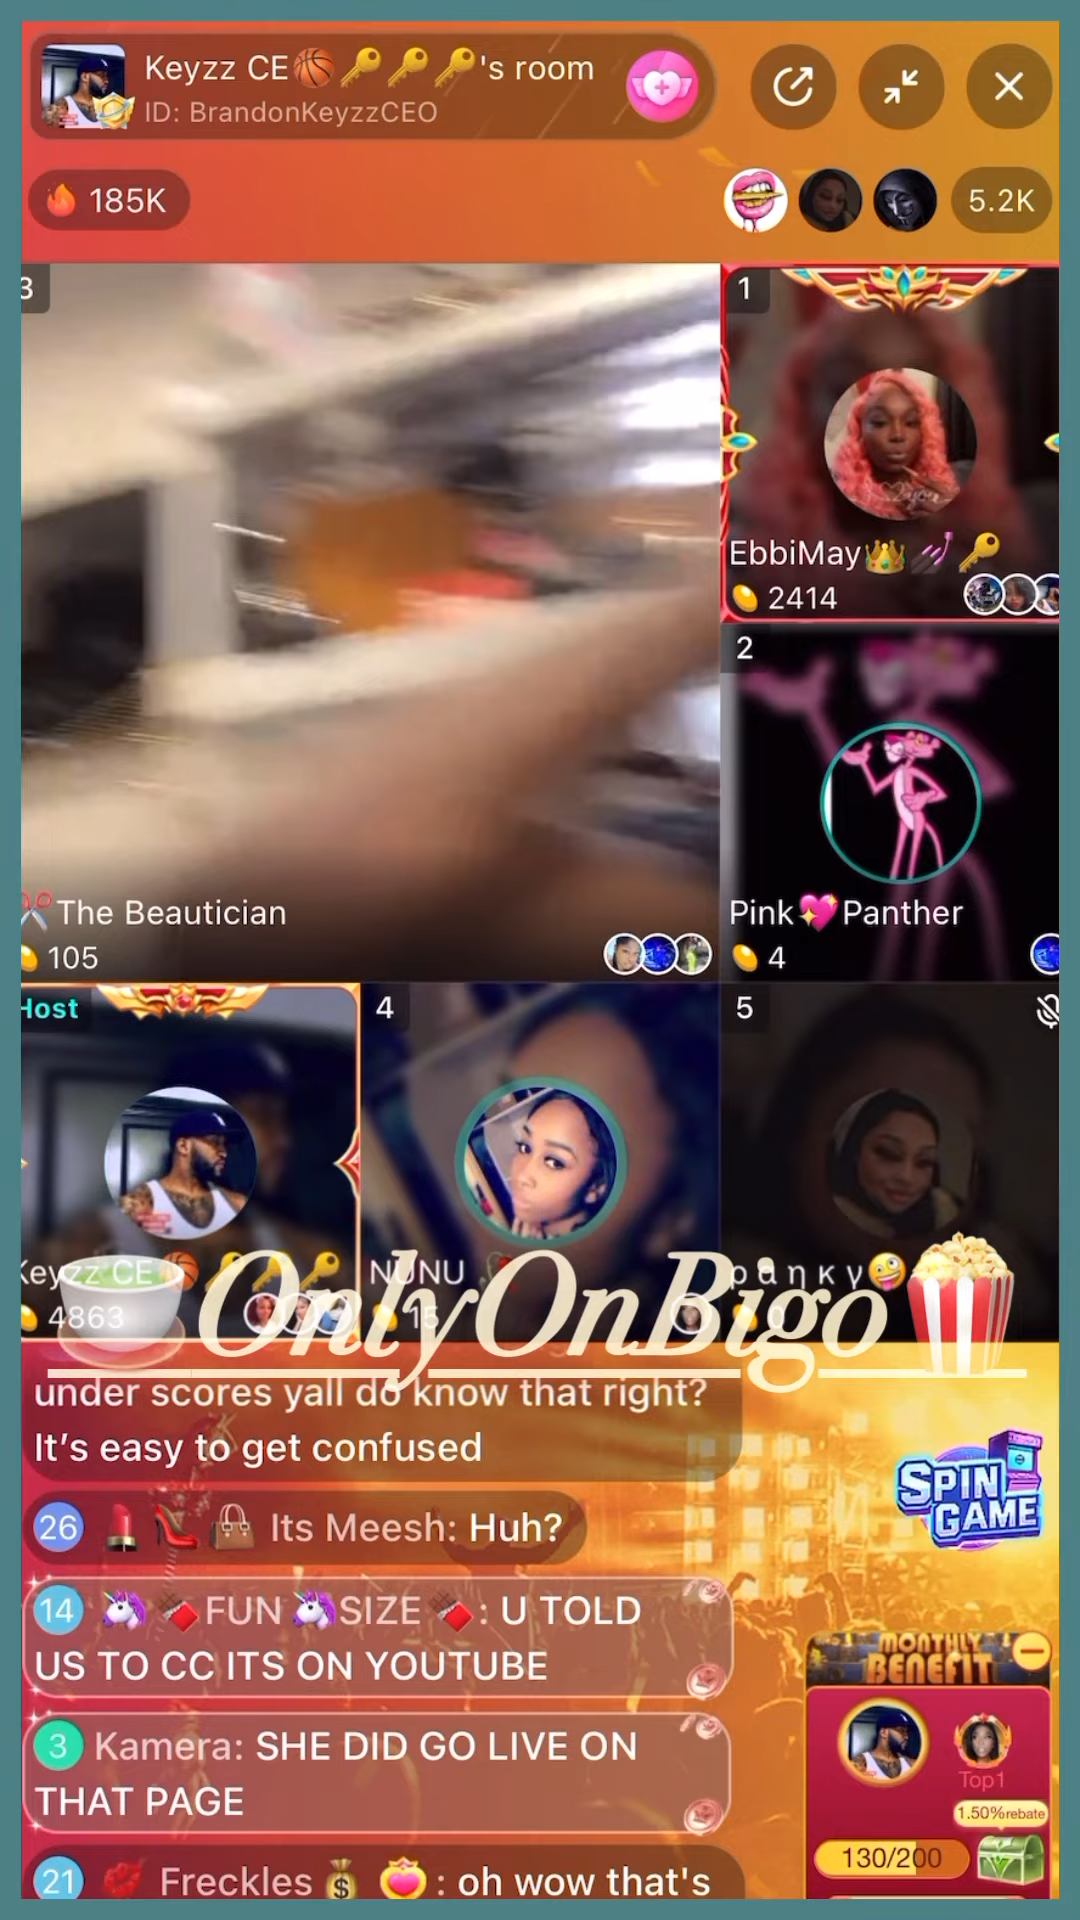 Keyzz CE🏀🔑🔑🔑's room
ID: BrandonKeyzzCEO
185K
5.2K
3
1
2you
EbbiMay👑💅🏿🔑
2414
2
✂️The Beautician
105
Pink💖Panther
4
Host
4
5
Keyzz CE🏀🔑🔑🔑
4863
NUNU🥀
15
p a η κ γ🤪
0
OnlyOnBigo
under scores yall do know that right?
It's easy to get confused
26 💄👠👜 Its Meesh: Huh?
14 🦄🍫FUN🦄SIZE🍫: U TOLD
US TO CC ITS ON YOUTUBE
3 Kamera: SHE DID GO LIVE ON
THAT PAGE
21 💋 Freckles💰 : oh wow that's
SPIN
GAME
MONTHLY
BENEFIT
Top1
1.50%rebate
130/200